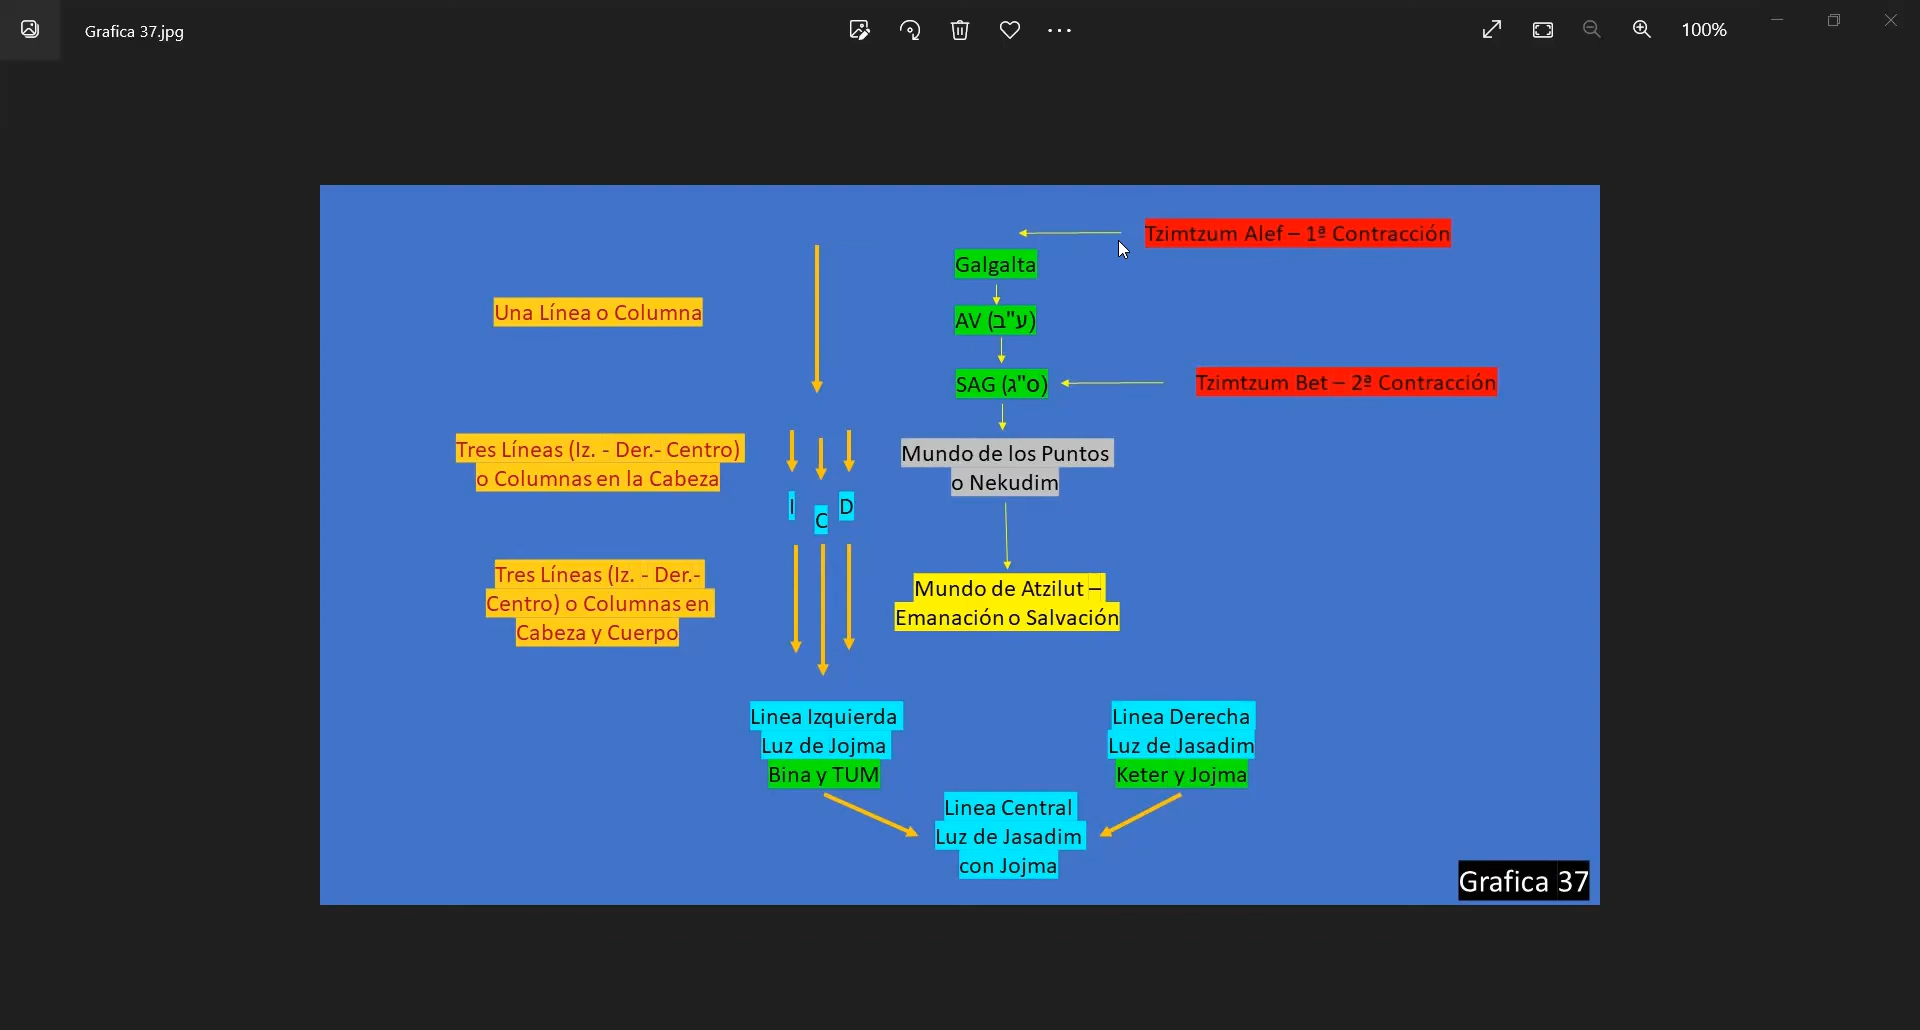 Grafica 37.jpg
100%
Tzimtzum Alef – 1ª Contracción
Galgalta
Una Línea o Columna
AV (ע"ב)
SAG (ס"ג)
Tzimtzum Bet – 2ª Contracción
Tres Líneas (Iz. - Der.- Centro)
o Columnas en la Cabeza
Mundo de los Puntos
o Nekudim
I
C
D
Tres Líneas (Iz. - Der.-
Centro) o Columnas en
Cabeza y Cuerpo
Mundo de Atzilut –
Emanación o Salvación
Linea Izquierda
Luz de Jojma
Bina y TUM
Linea Derecha
Luz de Jasadim
Keter y Jojma
Linea Central
Luz de Jasadim
con Jojma
Grafica 37